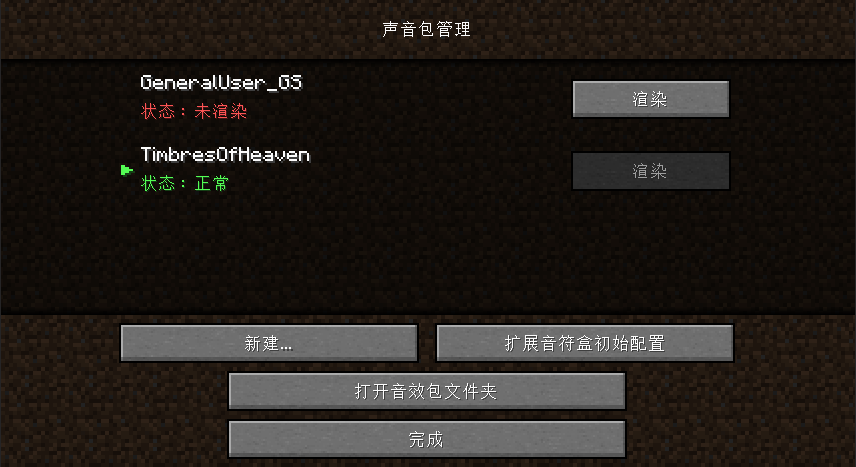 声音包管理
GeneralUser_GS
状态：未渲染
渲染
TimbresOfHeaven
状态：正常
渲染
新建...
扩展音符盒初始配置
打开音效包文件夹
完成